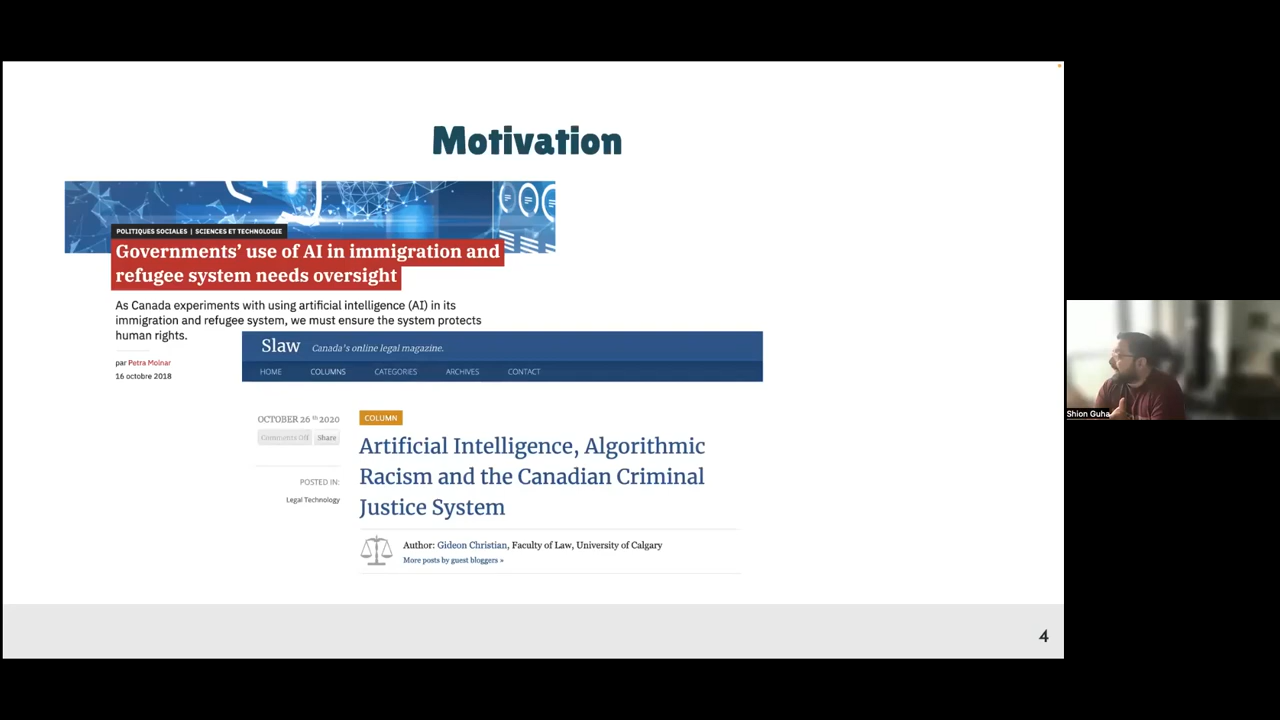 Motivation
POLITIQUES SOCIALES | SCIENCES ET TECHNOLOGIE
Governments' use of AI in immigration and
refugee system needs oversight
As Canada experiments with using artificial intelligence (AI) in its
immigration and refugee system, we must ensure the system protects
human rights.
par Petra Molnar
16 octobre 2018
Slaw Canada's online legal magazine.
HOME COLUMNS CATEGORIES ARCHIVES CONTACT
OCTOBER 26 th 2020
Comments Off Share
POSTED IN:
Legal Technology
COLUMN
Artificial Intelligence, Algorithmic
Racism and the Canadian Criminal
Justice System
Author: Gideon Christian, Faculty of Law, University of Calgary
More posts by guest bloggers »
4
Shion Guha